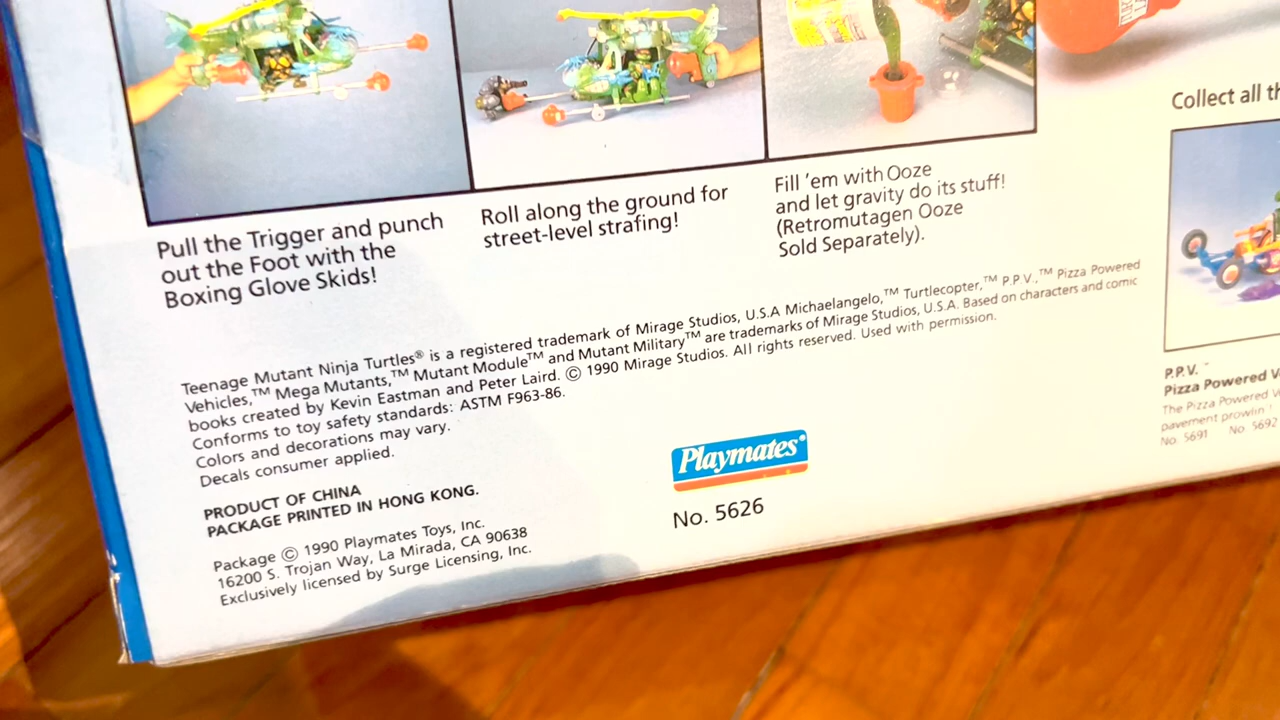 Pull the Trigger and punch
out the Foot with the
Boxing Glove Skids!
Roll along the ground for
street-level strafing!
Fill 'em with Ooze
and let gravity do its stuff!
(Retromutagen Ooze
Sold Separately).
Collect all
Teenage Mutant Ninja Turtles® is a registered trademark of Mirage Studios, U.S.A Michaelangelo,™ Turtlecopter,™ P.P.V.,™ Pizza Powered
Vehicles,™ Mega Mutants,™ Mutant Module™ and Mutant Military™ are trademarks of Mirage Studios, U.S.A. Based on characters and comic
books created by Kevin Eastman and Peter Laird. © 1990 Mirage Studios. All rights reserved. Used with permission.
Conforms to toy safety standards: ASTM F963-86.
Colors and decorations may vary.
Decals consumer applied.
PRODUCT OF CHINA
PACKAGE PRINTED IN HONG KONG.
Package © 1990 Playmates Toys, Inc.
16200 S. Trojan Way, La Mirada, CA 90638
Exclusively licensed by Surge Licensing, Inc.
Playmates®
No. 5626
P.P.V.
Pizza Powered
The Pizza Powered
pavement prowlin'
No. 5691 No. 5692